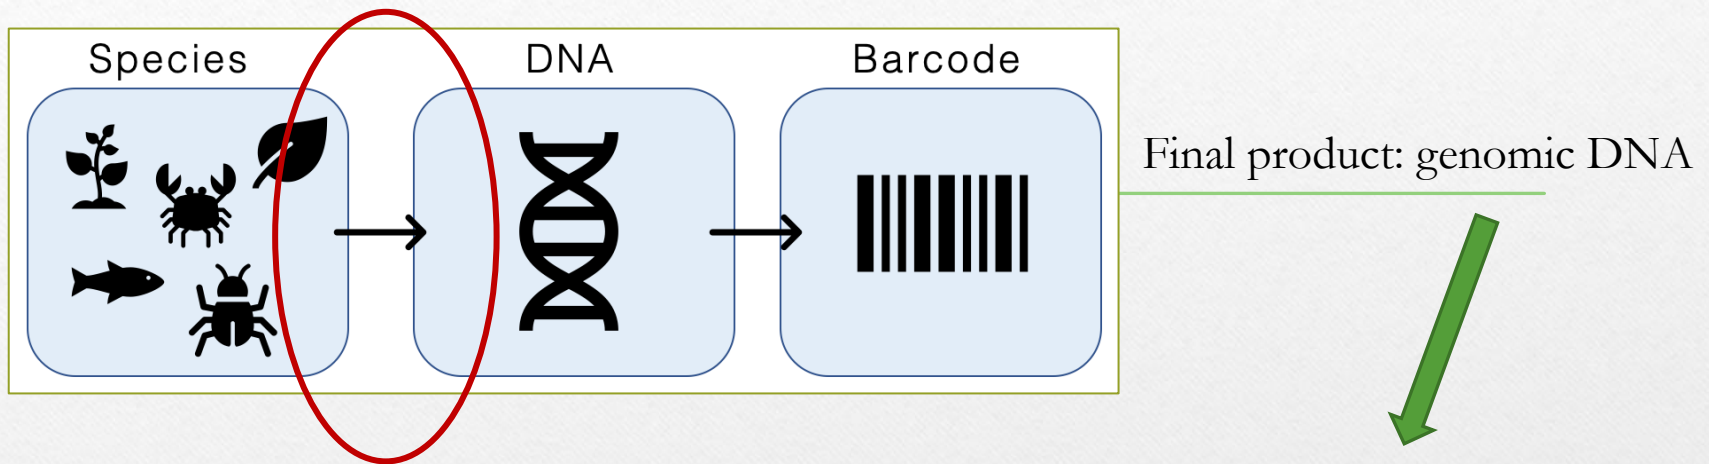 Species
DNA
Barcode
Final product: genomic DNA